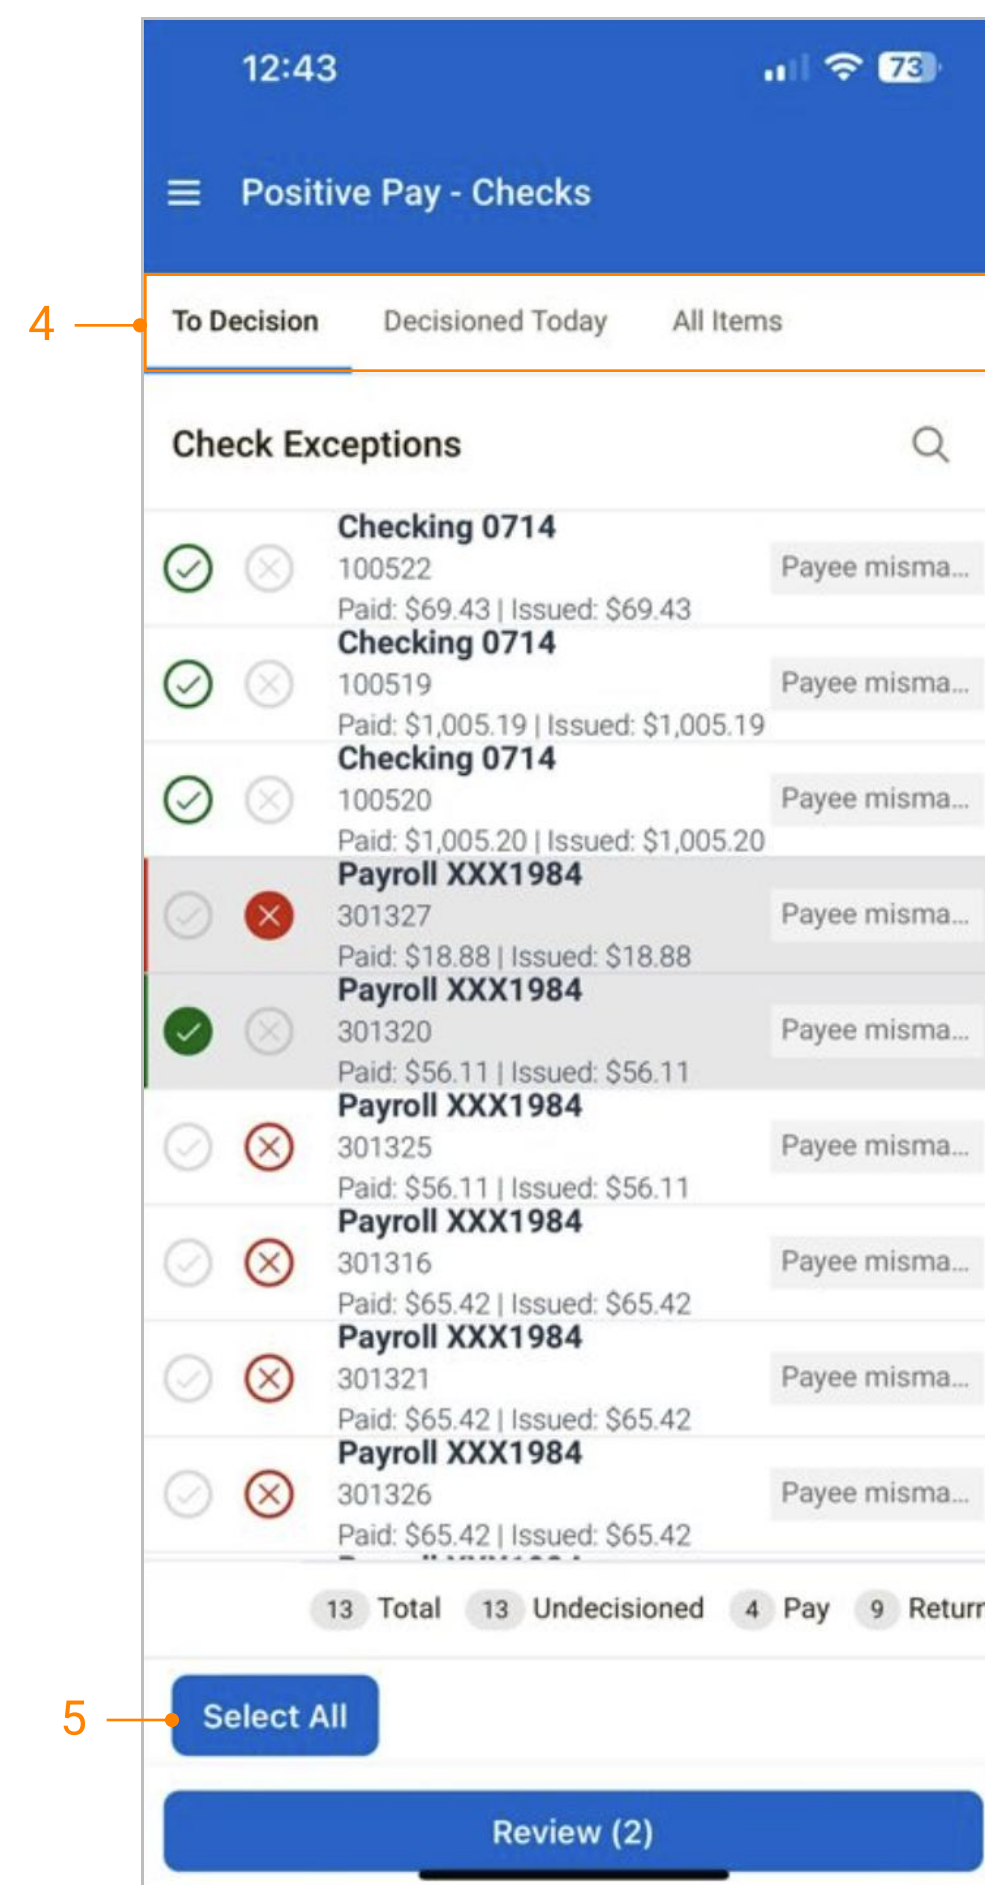 12:43
73
Positive Pay - Checks
4
To Decision Decisioned Today All Items
Check Exceptions
Checking 0714
100522 Payee misma...
Paid: $69.43 | Issued: $69.43
Checking 0714
100519 Payee misma...
Paid: $1,005.19 | Issued: $1,005.19
Checking 0714
100520 Payee misma...
Paid: $1,005.20 | Issued: $1,005.20
Payroll XXX1984
301327 Payee misma...
Paid: $18.88 | Issued: $18.88
Payroll XXX1984
301320 Payee misma...
Paid: $56.11 | Issued: $56.11
Payroll XXX1984
301325 Payee misma...
Paid: $56.11 | Issued: $56.11
Payroll XXX1984
301316 Payee misma...
Paid: $65.42 | Issued: $65.42
Payroll XXX1984
301321 Payee misma...
Paid: $65.42 | Issued: $65.42
Payroll XXX1984
301326 Payee misma...
Paid: $65.42 | Issued: $65.42
13 Total 13 Undecisioned 4 Pay 9 Return
5
Select All
Review (2)